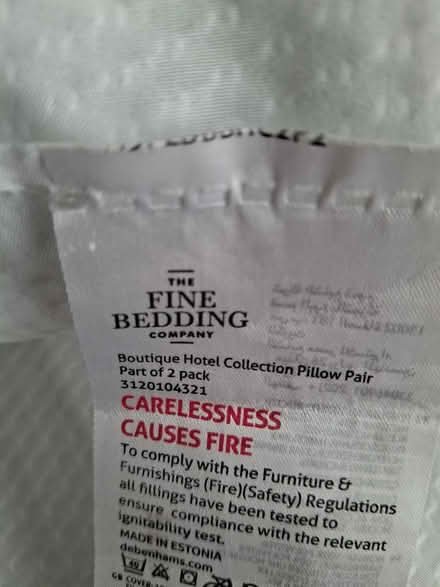 THE
FINE
BEDDING
COMPANY
Boutique Hotel Collection Pillow Pair
Part of 2 pack
3120104321
CARELESSNESS
CAUSES FIRE
To comply with the Furniture &
Furnishings (Fire)(Safety) Regulations
all fillings have been tested to
ensure compliance with the relevant
ignitability test.
MADE IN ESTONIA
debenhams.com
GB COVER: